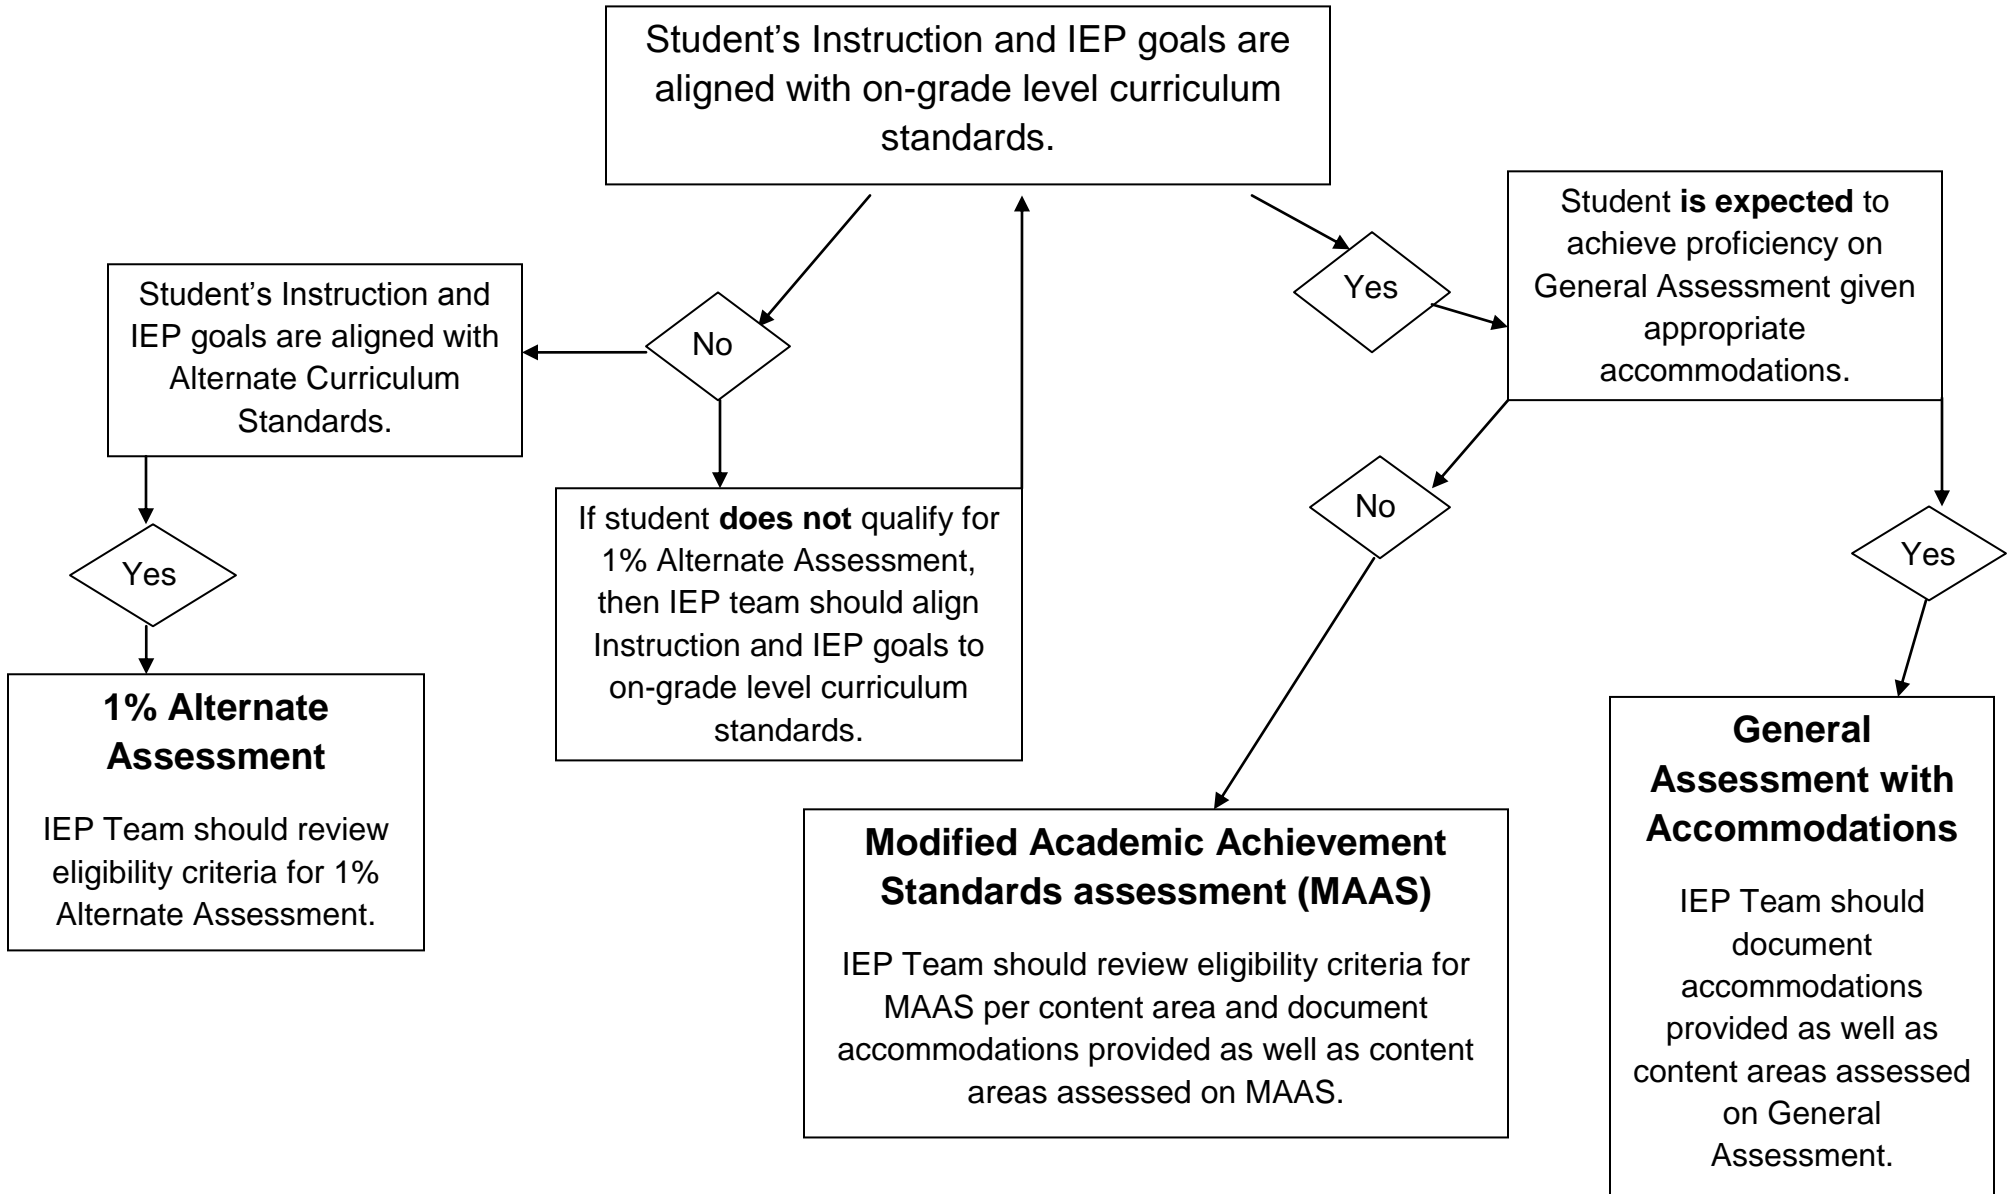 Student’s Instruction and IEP goals are
aligned with on-grade level curriculum
standards.
Student is expected to
achieve proficiency on
General Assessment given
appropriate
accommodations.
Yes
Student’s Instruction and
IEP goals are aligned with
Alternate Curriculum
Standards.
No
If student does not qualify for
1% Alternate Assessment,
then IEP team should align
Instruction and IEP goals to
on-grade level curriculum
standards.
No
Yes
Yes
1% Alternate
Assessment
IEP Team should review
eligibility criteria for 1%
Alternate Assessment.
Modified Academic Achievement
Standards assessment (MAAS)
IEP Team should review eligibility criteria for
MAAS per content area and document
accommodations provided as well as content
areas assessed on MAAS.
General
Assessment with
Accommodations
IEP Team should
document
accommodations
provided as well as
content areas assessed
on General
Assessment.